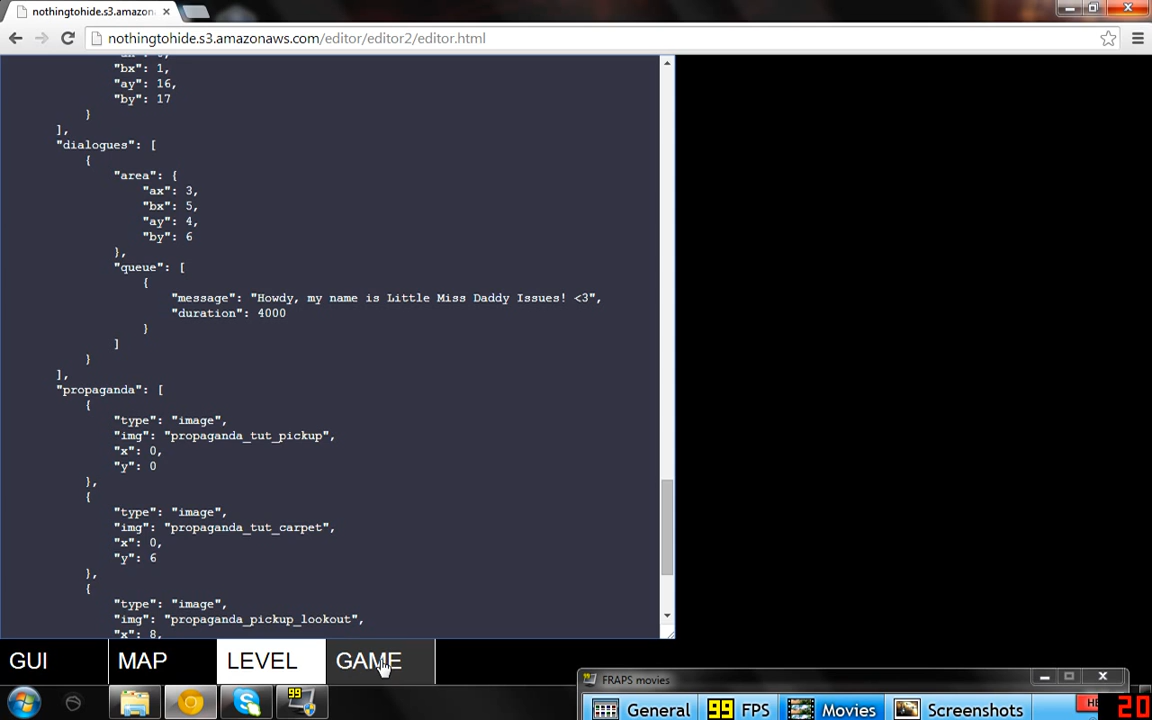 nothingtohide.s3.amazonaws
nothingtohide.s3.amazonaws.com/editor/editor2/editor.html
"bx": 1,
"ay": 16,
"by": 17
}
],
"dialogues": [
{
"area": {
"ax": 3,
"bx": 5,
"ay": 4,
"by": 6
},
"queue": [
{
"message": "Howdy, my name is Little Miss Daddy Issues! <3",
"duration": 4000
}
]
}
],
"propaganda": [
{
"type": "image",
"img": "propaganda_tut_pickup",
"x": 0,
"y": 0
},
{
"type": "image",
"img": "propaganda_tut_carpet",
"x": 0,
"y": 6
},
{
"type": "image",
"img": "propaganda_pickup_lookout",
"x": 8,
GUI MAP LEVEL GAME
FRAPS movies
99 General 99 FPS Movies Screenshots
20